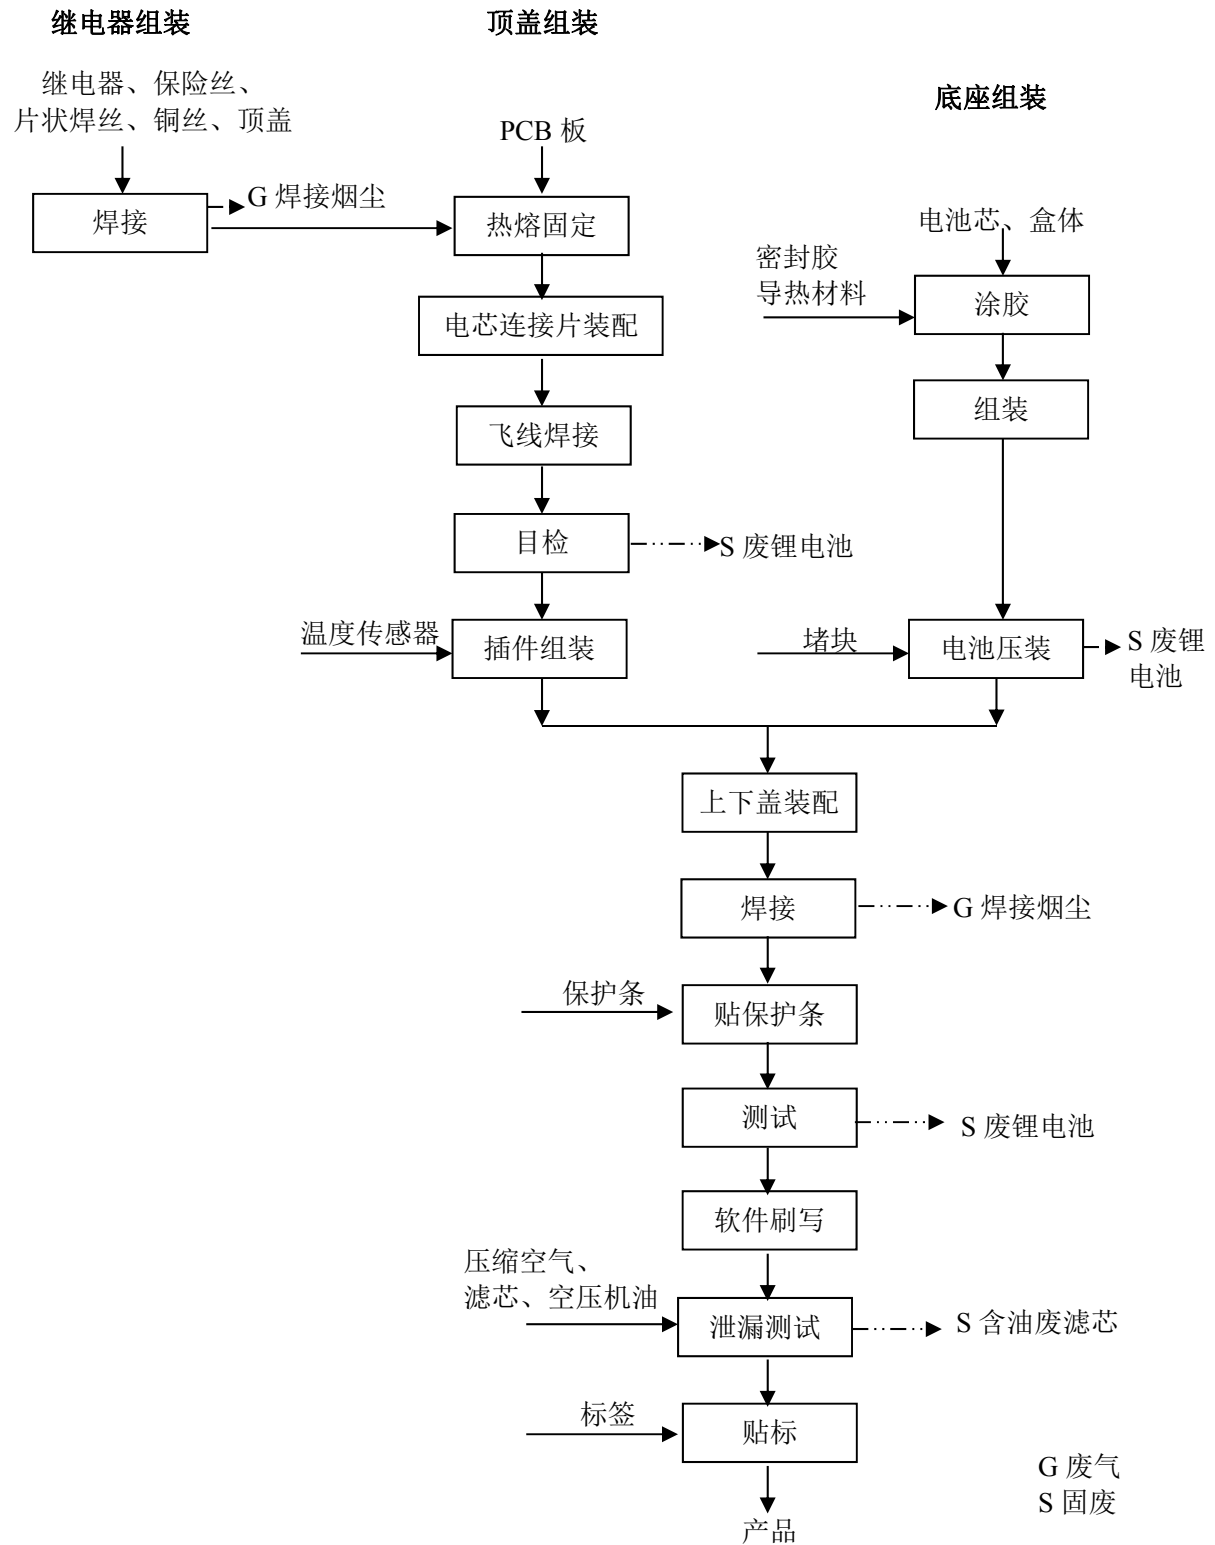 继电器组装
顶盖组装
底座组装
继电器、保险丝、
片状焊丝、铜丝、顶盖
PCB 板
焊接
G 焊接烟尘
热熔固定
电池芯、盒体
密封胶
导热材料
涂胶
电芯连接片装配
组装
飞线焊接
目检
S 废锂电池
温度传感器
插件组装
堵块
电池压装
S 废锂
电池
上下盖装配
焊接
G 焊接烟尘
保护条
贴保护条
测试
S 废锂电池
软件刷写
压缩空气、
滤芯、空压机油
泄漏测试
S 含油废滤芯
标签
贴标
G 废气
S 固废
产品